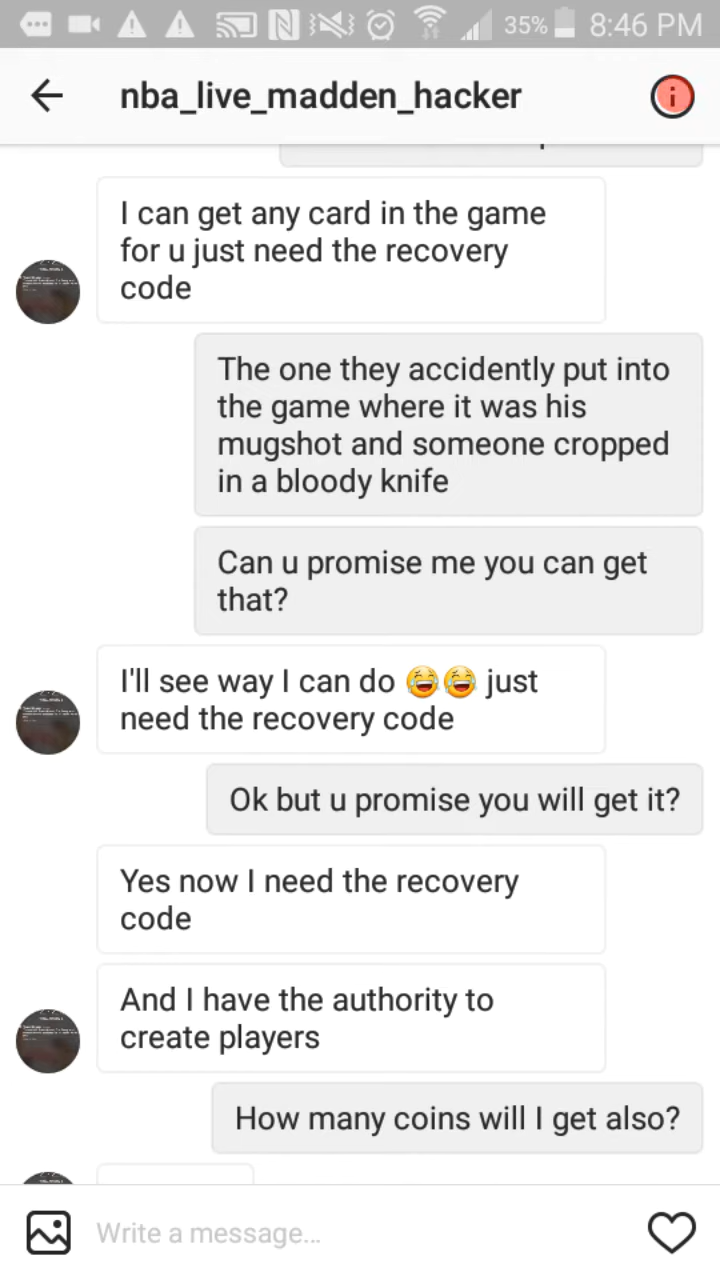 35% 8:46 PM
nba_live_madden_hacker
I can get any card in the game
for u just need the recovery
code
The one they accidently put into
the game where it was his
mugshot and someone cropped
in a bloody knife
Can u promise me you can get
that?
I'll see way I can do 😂😂 just
need the recovery code
Ok but u promise you will get it?
Yes now I need the recovery
code
And I have the authority to
create players
How many coins will I get also?
Write a message...